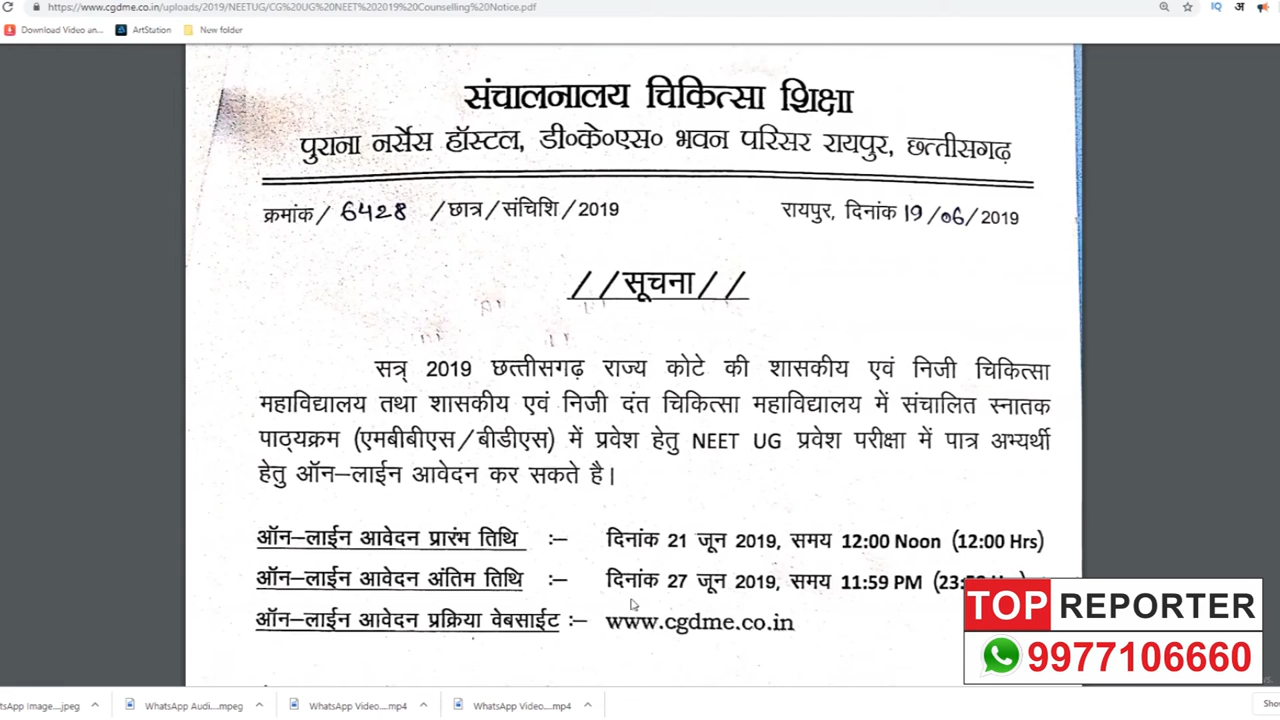 https://www.cgdme.co.in/uploads/2019/NEETUG/CG%20UG%20NEET%202019%20Counselling%20Notice.pdf
Download Video an... ArtStation New folder
संचालनालय चिकित्सा शिक्षा
पुराना नर्सेस हॉस्टल, डी०के०एस० भवन परिसर रायपुर, छत्तीसगढ़
क्रमांक/ 6428 /छात्र/संचिशि/2019 रायपुर, दिनांक 19/06/2019
//सूचना//
सत्र् 2019 छत्तीसगढ़ राज्य कोटे की शासकीय एवं निजी चिकित्सा
महाविद्यालय तथा शासकीय एवं निजी दंत चिकित्सा महाविद्यालय में संचालित स्नातक
पाठ्यक्रम (एमबीबीएस/बीडीएस) में प्रवेश हेतु NEET UG प्रवेश परीक्षा में पात्र अभ्यर्थी
हेतु ऑन–लाईन आवेदन कर सकते है।
ऑन–लाईन आवेदन प्रारंभ तिथि :– दिनांक 21 जून 2019, समय 12:00 Noon (12:00 Hrs)
ऑन–लाईन आवेदन अंतिम तिथि :– दिनांक 27 जून 2019, समय 11:59 PM
ऑन–लाईन आवेदन प्रक्रिया वेबसाईट :– www.cgdme.co.in
TOP REPORTER
9977106660
WhatsApp Audi....mpeg WhatsApp Video....mp4 WhatsApp Video....mp4